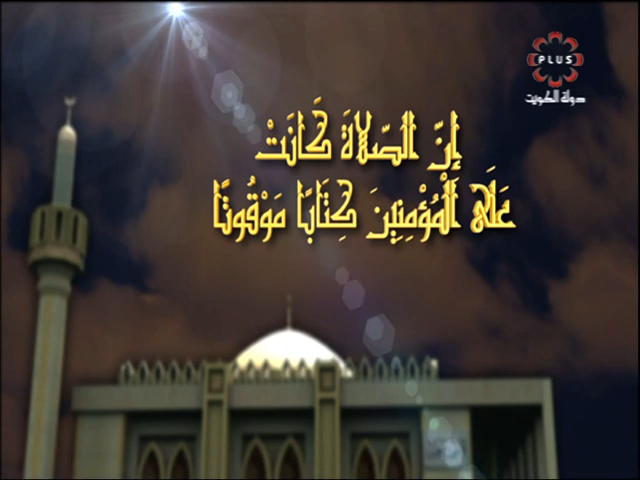 PLUS
دولة الكويت
إِنَّ الصَّلَاةَ كَانَتْ
عَلَى الْمُؤْمِنِينَ كِتَابًا مَوْقُوتًا